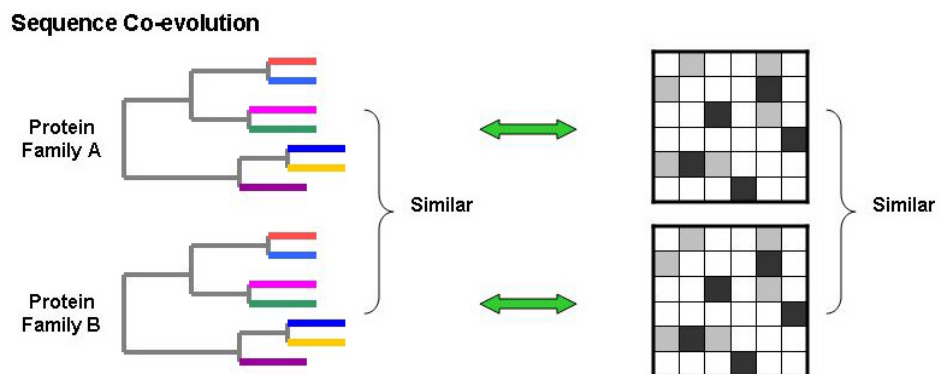 Sequence Co-evolution
Protein
Family A
Similar
Similar
Protein
Family B